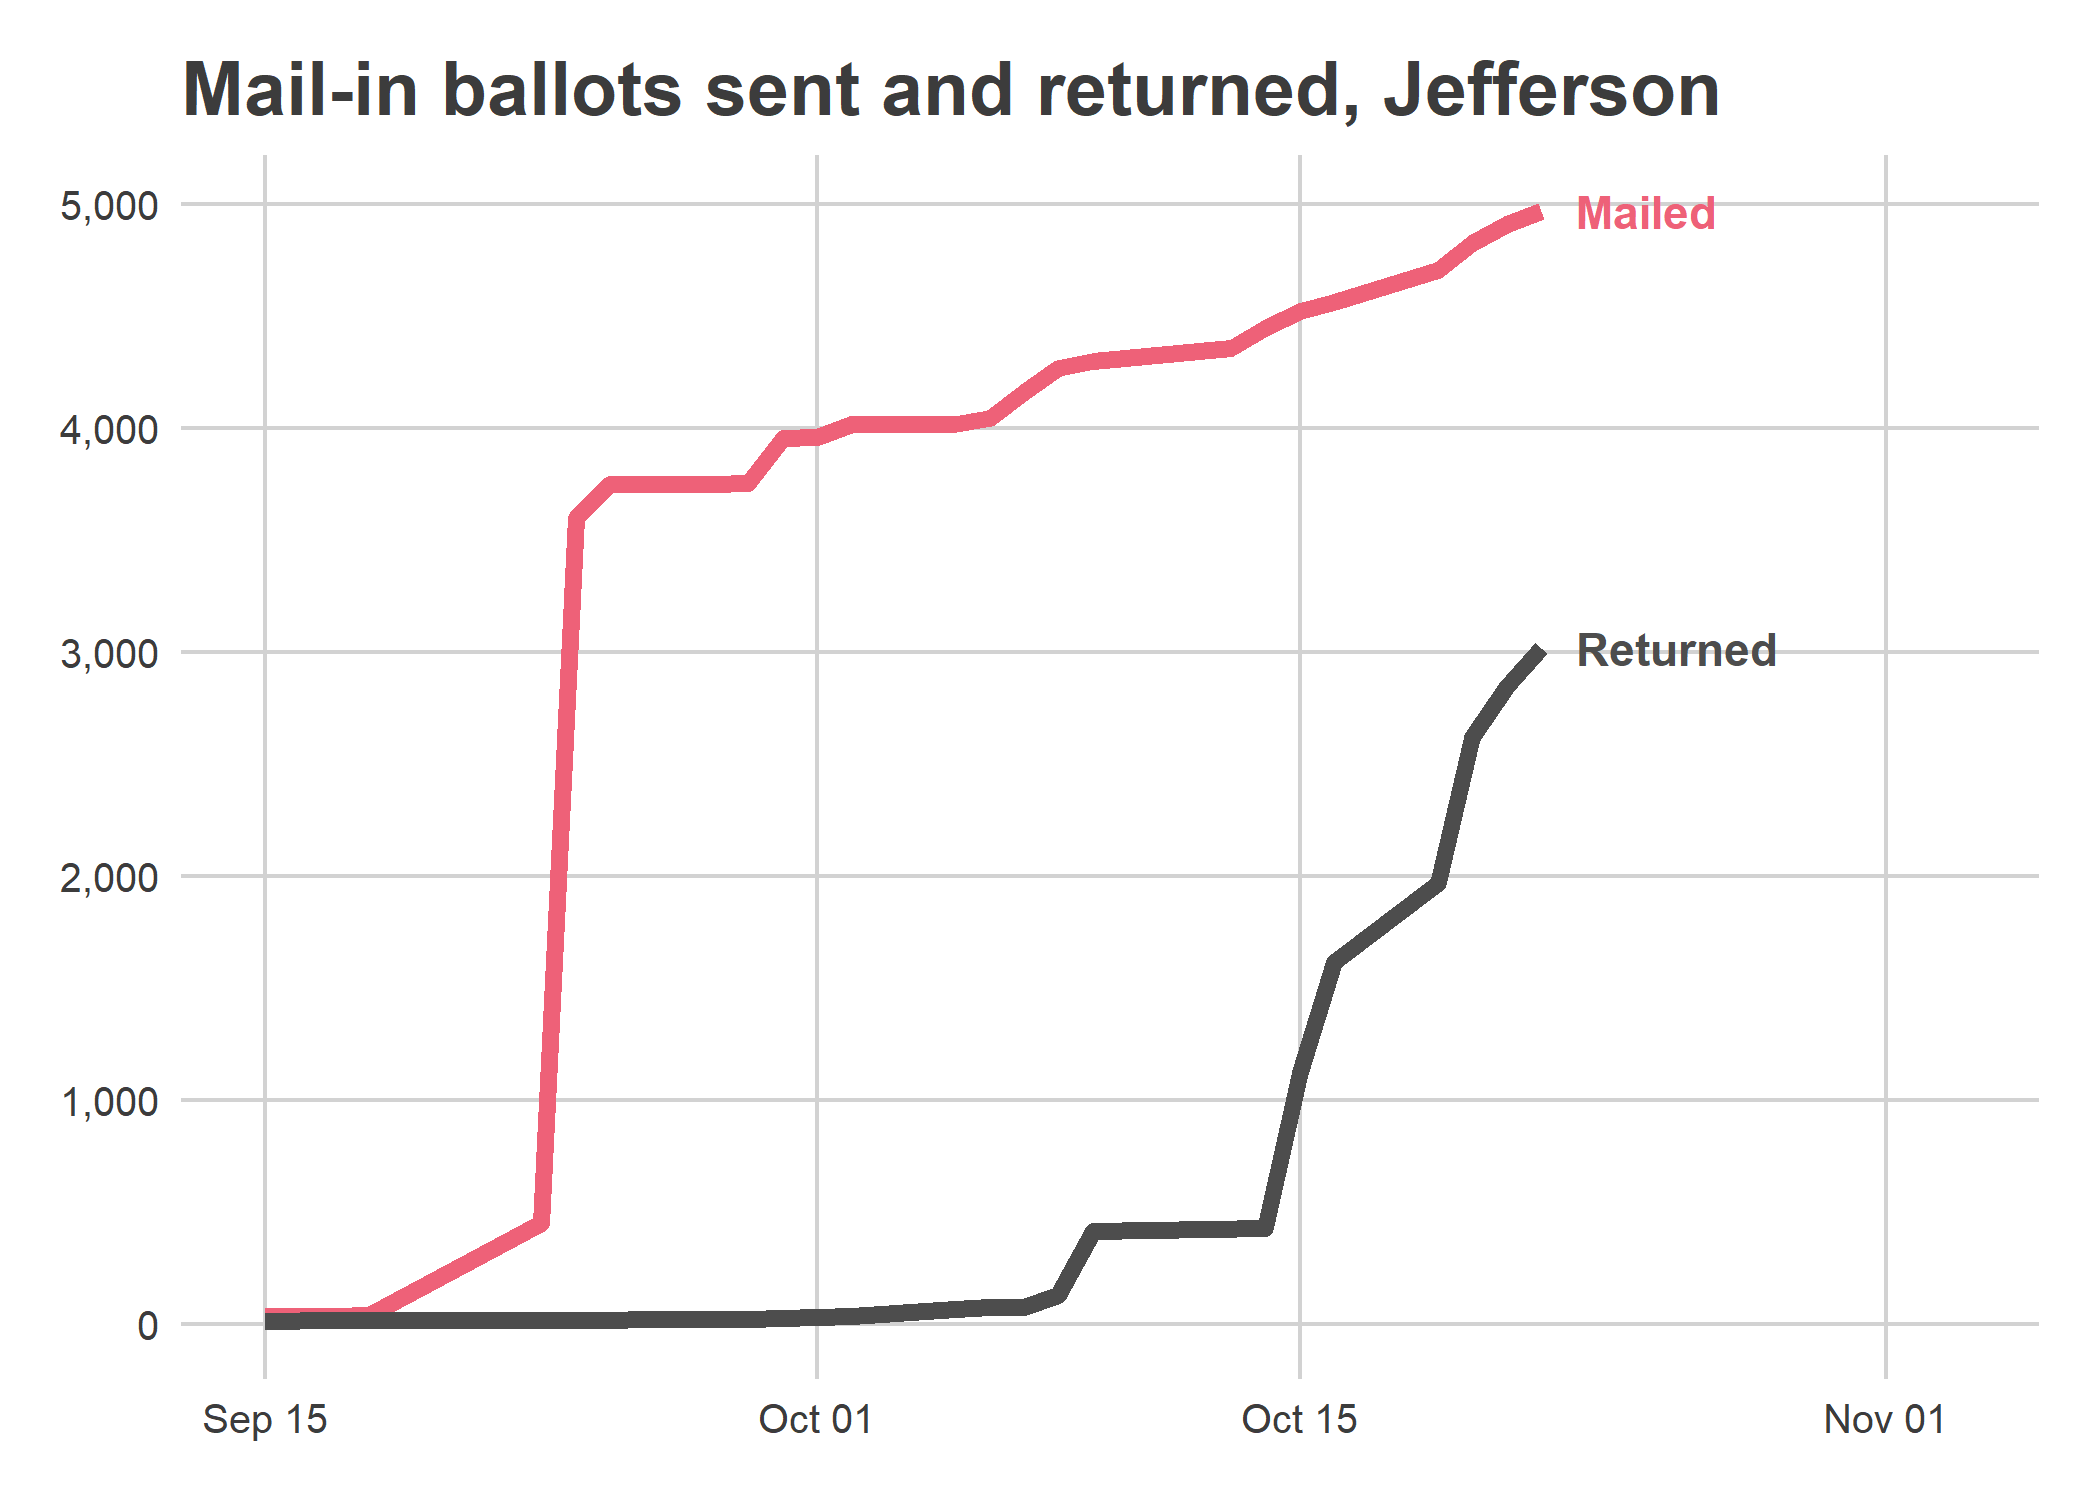 Mail-in ballots sent and returned, Jefferson
5,000
4,000
3,000
2,000
1,000
0
Mailed
Returned
Sep 15
Oct 01
Oct 15
Nov 01